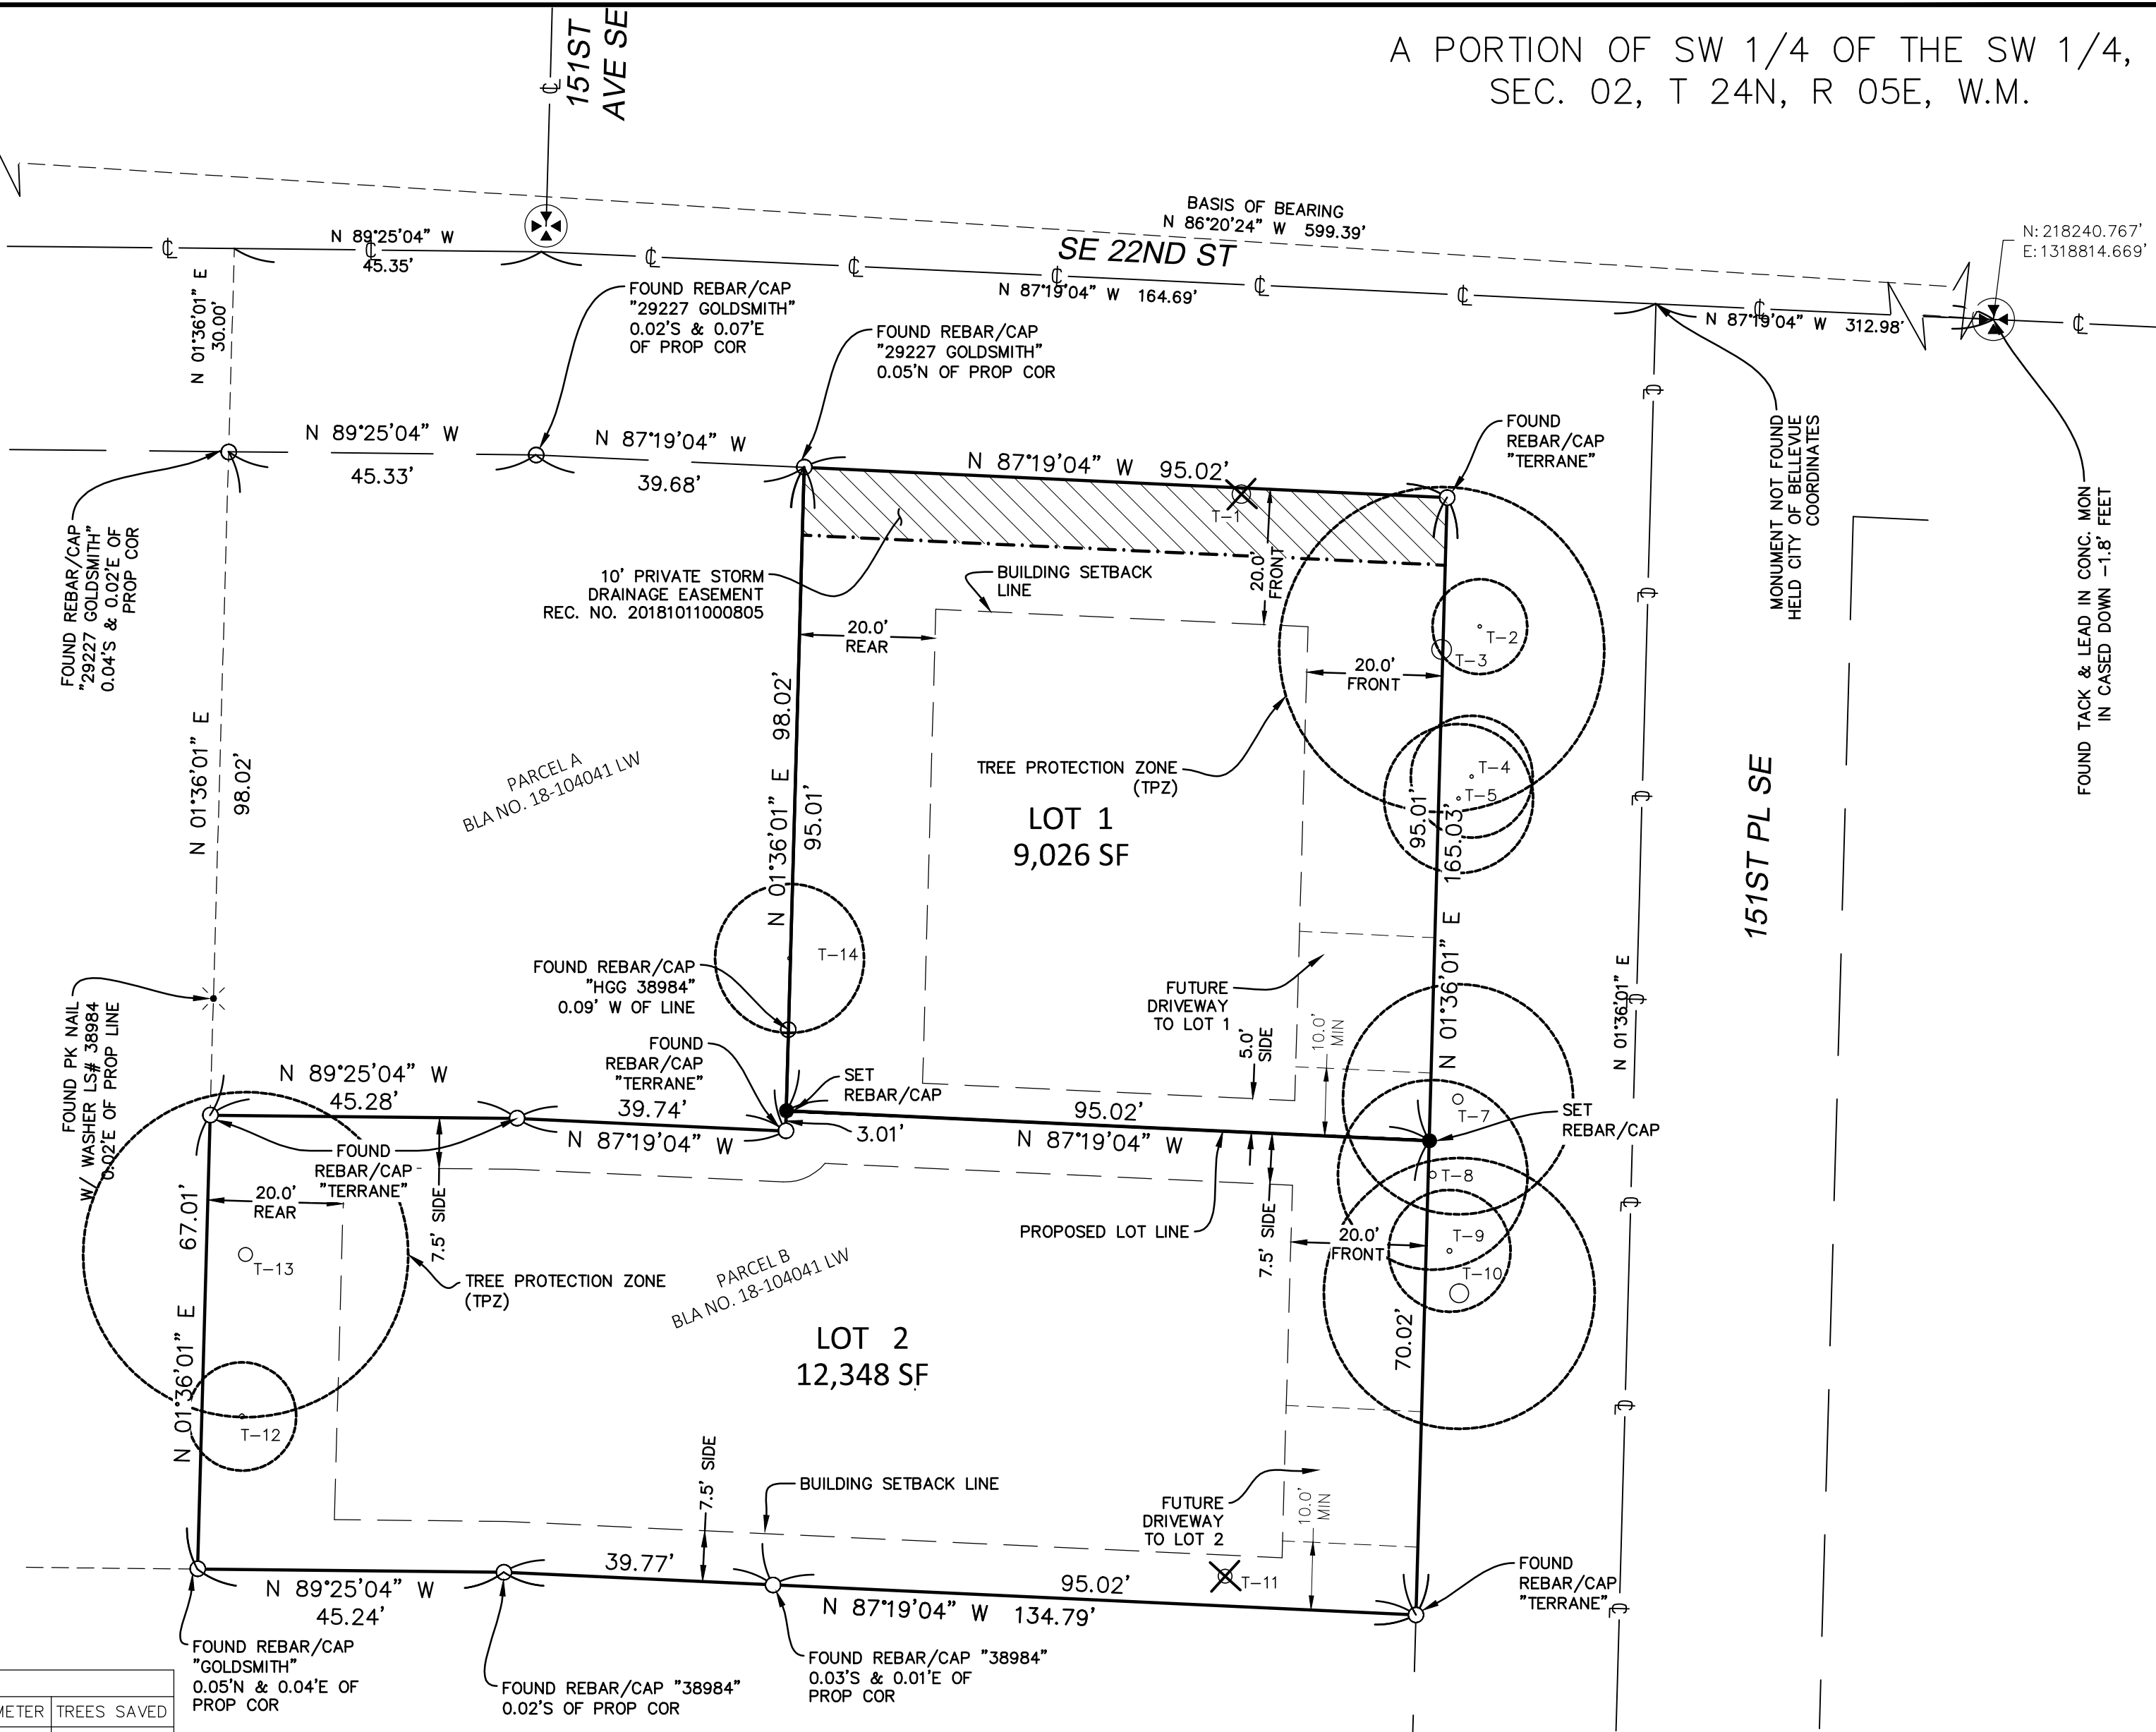 A PORTION OF SW 1/4 OF THE SW 1/4,
SEC. 02, T 24N, R 05E, W.M.
151ST
AVE SE
BASIS OF BEARING
N 86°20'24" W 599.39'
SE 22ND ST
N: 218240.767'
E: 1318814.669'
N 89°25'04" W
45.35'
N 87°19'04" W 164.69'
N 87°19'04" W 312.98'
N 01°36'01" E
30.00'
FOUND REBAR/CAP
"29227 GOLDSMITH"
0.02'S & 0.07'E
OF PROP COR
FOUND REBAR/CAP
"29227 GOLDSMITH"
0.05'N OF PROP COR
N 89°25'04" W
45.33'
N 87°19'04" W
39.68'
N 87°19'04" W 95.02'
FOUND
REBAR/CAP
"TERRANE"
MONUMENT NOT FOUND
HELD CITY OF BELLEVUE
COORDINATES
FOUND TACK & LEAD IN CONC. MON
IN CASED DOWN -1.8' FEET
FOUND REBAR/CAP
"29227 GOLDSMITH"
0.04'S & 0.02'E OF
PROP COR
T-1
20.0'
FRONT
10' PRIVATE STORM
DRAINAGE EASEMENT
REC. NO. 20181011000805
BUILDING SETBACK
LINE
20.0'
REAR
T-2
T-3
20.0'
FRONT
N 01°36'01" E
98.02'
N 01°36'01" E 98.02'
95.01'
PARCEL A
BLA NO. 18-104041 LW
TREE PROTECTION ZONE
(TPZ)
T-4
T-5
LOT 1
9,026 SF
95.01'
N 01°36'01" E 165.03'
151ST PL SE
N 01°36'01" E
T-14
FOUND REBAR/CAP
"HGG 38984"
0.09' W OF LINE
FUTURE
DRIVEWAY
TO LOT 1
5.0'
SIDE
10.0'
MIN
FOUND PK NAIL
W/ WASHER LS# 38984
0.02'E OF PROP LINE
FOUND
REBAR/CAP
"TERRANE"
SET
REBAR/CAP
N 89°25'04" W
45.28'
39.74'
N 87°19'04" W
3.01'
95.02'
N 87°19'04" W
T-7
SET
REBAR/CAP
FOUND
REBAR/CAP
"TERRANE"
T-8
20.0'
REAR
7.5' SIDE
PROPOSED LOT LINE
7.5' SIDE
20.0'
FRONT
T-9
T-10
T-13
TREE PROTECTION ZONE
(TPZ)
PARCEL B
BLA NO. 18-104041 LW
N 01°36'01" E 67.01'
LOT 2
12,348 SF
70.02'
T-12
7.5' SIDE
BUILDING SETBACK LINE
FUTURE
DRIVEWAY
TO LOT 2
10.0'
MIN
N 89°25'04" W
45.24'
39.77'
95.02'
N 87°19'04" W 134.79'
T-11
FOUND
REBAR/CAP
"TERRANE"
FOUND REBAR/CAP
"GOLDSMITH"
0.05'N & 0.04'E OF
PROP COR
FOUND REBAR/CAP "38984"
0.02'S OF PROP COR
FOUND REBAR/CAP "38984"
0.03'S & 0.01'E OF
PROP COR
TREES SAVED